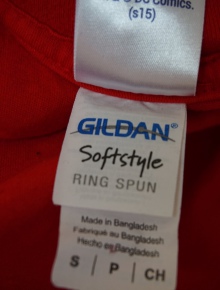 & © DC Comics.
(s15)
GILDAN®
Softstyle
RING SPUN
Made in Bangladesh
Fabriqué au Bangladesh
Hecho en Bangladesh
S | P | CH